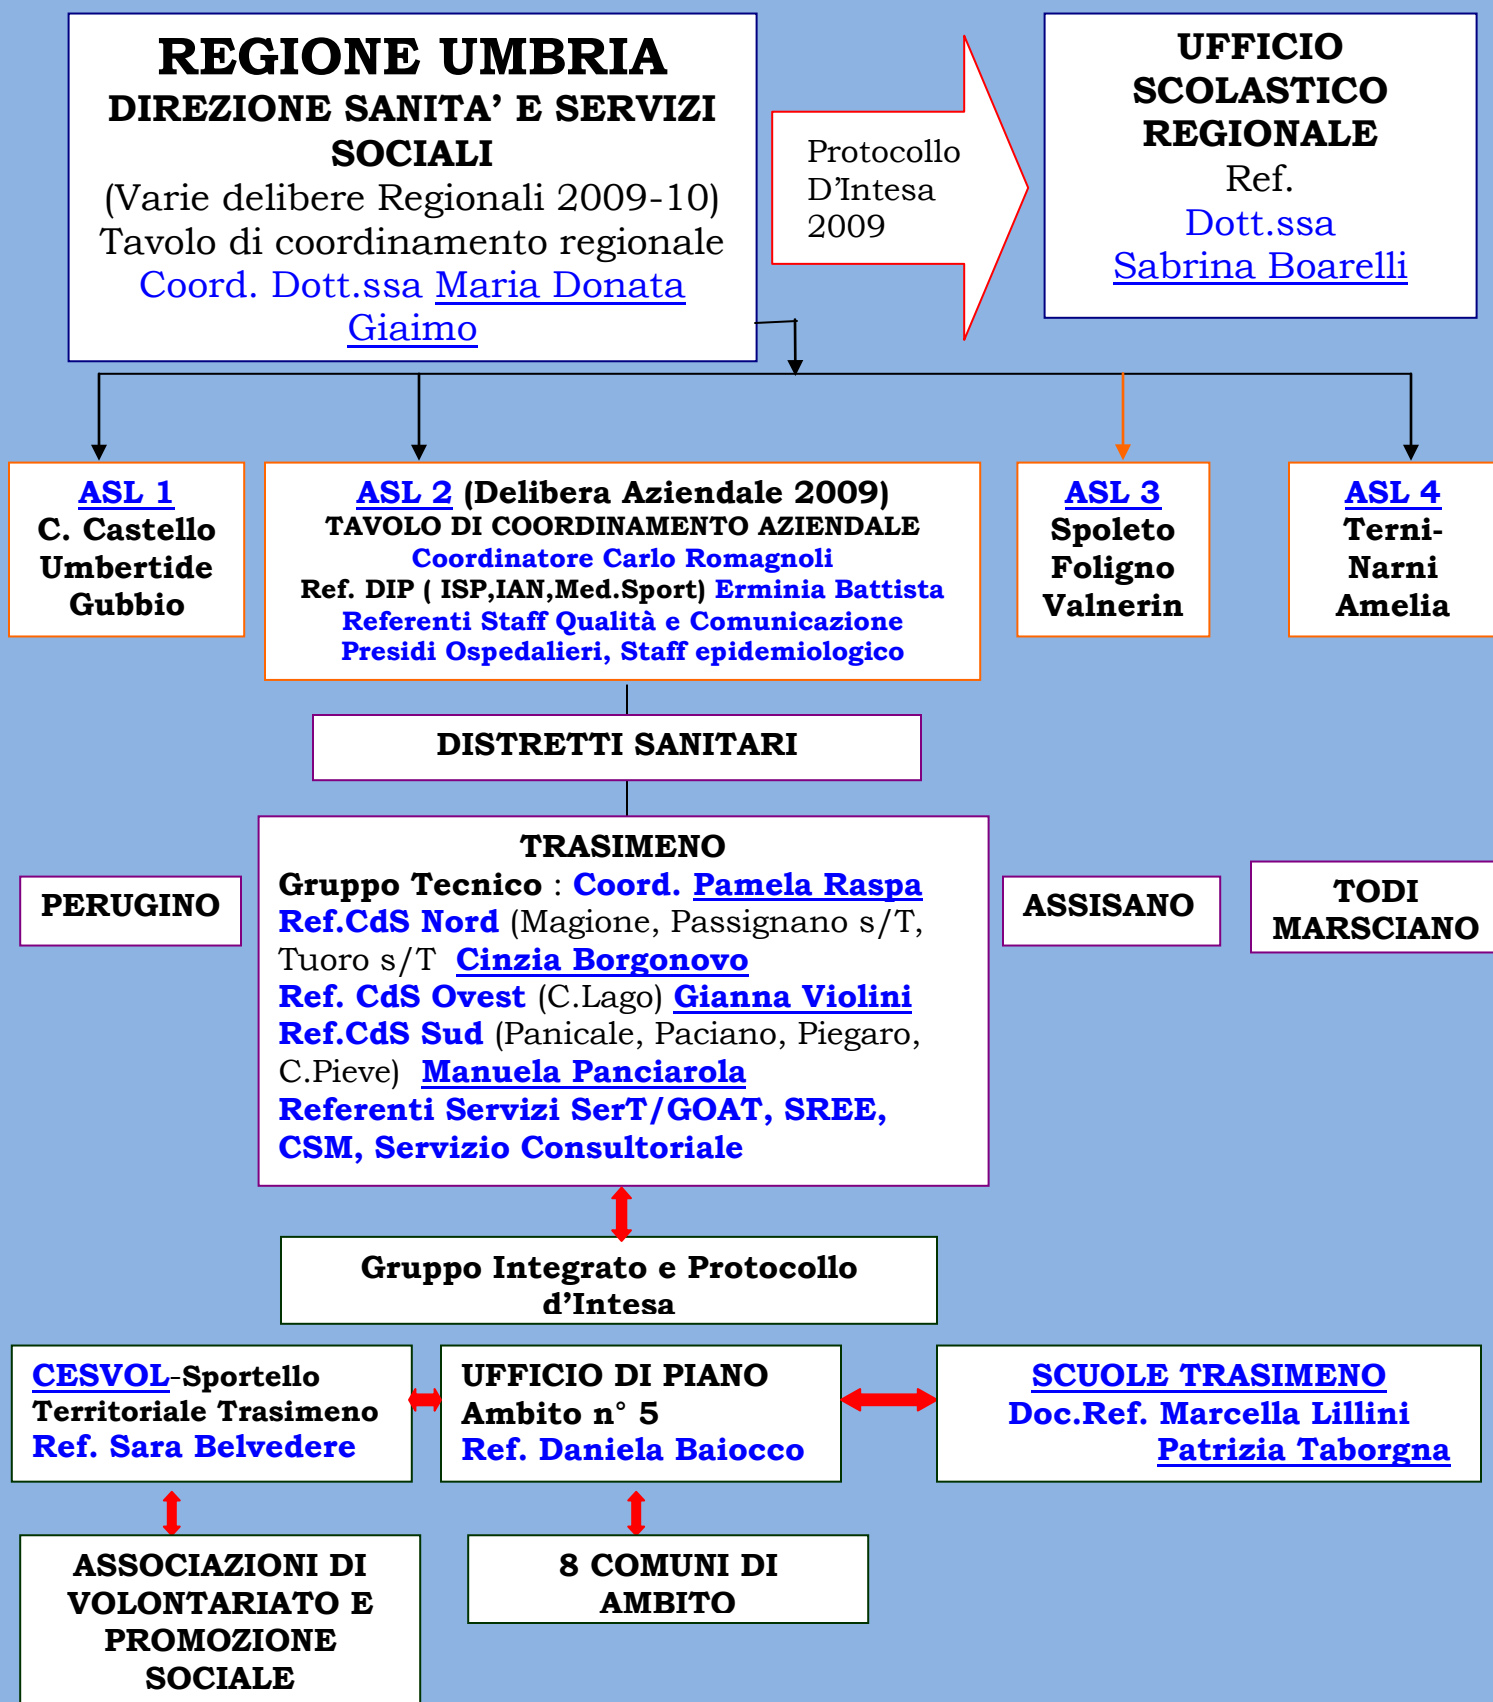 REGIONE UMBRIA
DIREZIONE SANITA’ E SERVIZI
SOCIALI
(Varie delibere Regionali 2009-10)
Tavolo di coordinamento regionale
Coord. Dott.ssa Maria Donata
Giaimo
Protocollo
D’Intesa
2009
UFFICIO
SCOLASTICO
REGIONALE
Ref.
Dott.ssa
Sabrina Boarelli
ASL 1
C. Castello
Umbertide
Gubbio
ASL 2 (Delibera Aziendale 2009)
TAVOLO DI COORDINAMENTO AZIENDALE
Coordinatore Carlo Romagnoli
Ref. DIP ( ISP,IAN,Med.Sport) Erminia Battista
Referenti Staff Qualità e Comunicazione
Presidi Ospedalieri, Staff epidemiologico
ASL 3
Spoleto
Foligno
Valnerin
ASL 4
Terni-
Narni
Amelia
DISTRETTI SANITARI
PERUGINO
TRASIMENO
Gruppo Tecnico : Coord. Pamela Raspa
Ref.CdS Nord (Magione, Passignano s/T,
Tuoro s/T Cinzia Borgonovo
Ref. CdS Ovest (C.Lago) Gianna Violini
Ref.CdS Sud (Panicale, Paciano, Piegaro,
C.Pieve) Manuela Panciarola
Referenti Servizi SerT/GOAT, SREE,
CSM, Servizio Consultoriale
ASSISANO
TODI
MARSCIANO
Gruppo Integrato e Protocollo
d’Intesa
CESVOL-Sportello
Territoriale Trasimeno
Ref. Sara Belvedere
UFFICIO DI PIANO
Ambito n° 5
Ref. Daniela Baiocco
SCUOLE TRASIMENO
Doc.Ref. Marcella Lillini
Patrizia Taborgna
ASSOCIAZIONI DI
VOLONTARIATO E
PROMOZIONE
SOCIALE
8 COMUNI DI
AMBITO